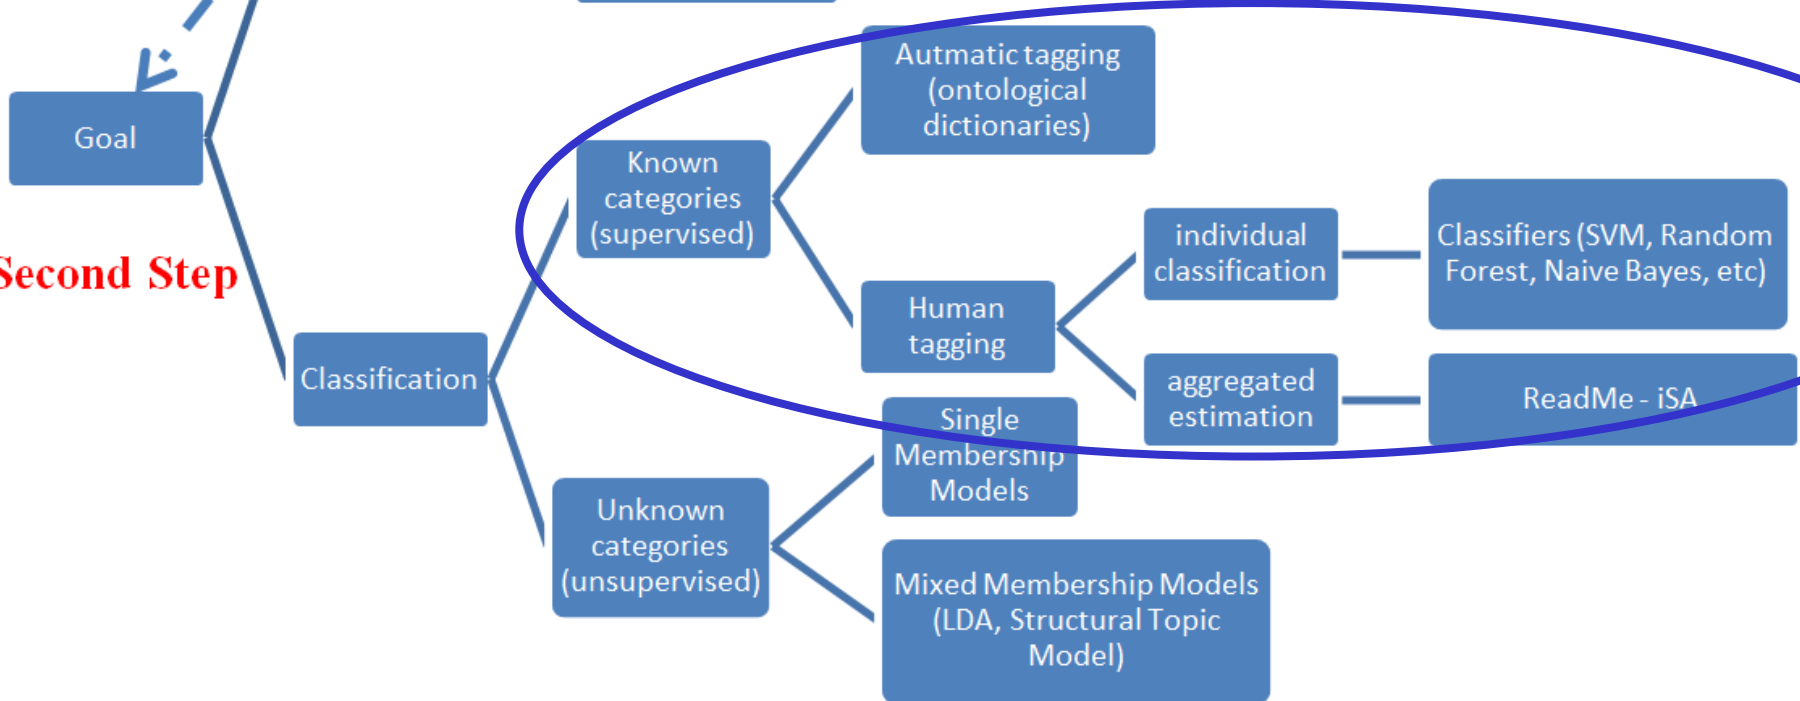 Autmatic tagging
(ontological
dictionaries)
Goal
Known
categories
(supervised)
individual
classification
Classifiers (SVM, Random
Forest, Naive Bayes, etc)
Second Step
Human
tagging
Classification
aggregated
estimation
ReadMe - iSA
Single
Membership
Models
Unknown
categories
(unsupervised)
Mixed Membership Models
(LDA, Structural Topic
Model)